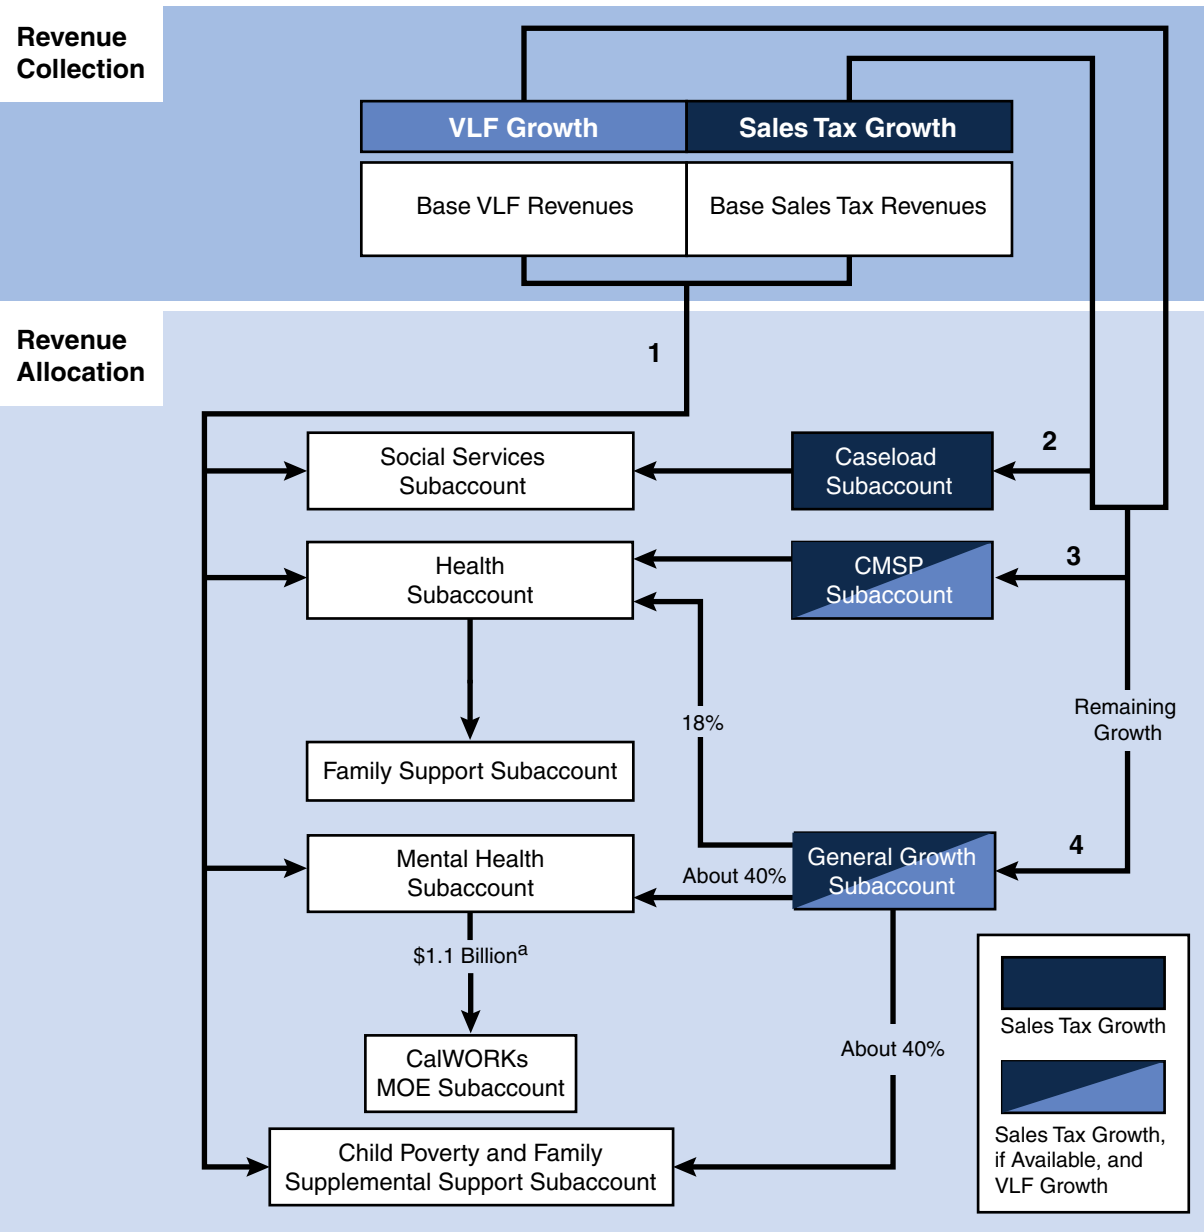 Revenue
Collection
VLF Growth
Sales Tax Growth
Base VLF Revenues
Base Sales Tax Revenues
Revenue
Allocation
1
Social Services
Subaccount
Caseload
Subaccount
2
Health
Subaccount
CMSP
Subaccount
3
18%
Remaining
Growth
Family Support Subaccount
Mental Health
Subaccount
About 40%
General Growth
Subaccount
4
$1.1 Billionᵃ
CalWORKs
MOE Subaccount
About 40%
Child Poverty and Family
Supplemental Support Subaccount
Sales Tax Growth
Sales Tax Growth,
if Available, and
VLF Growth